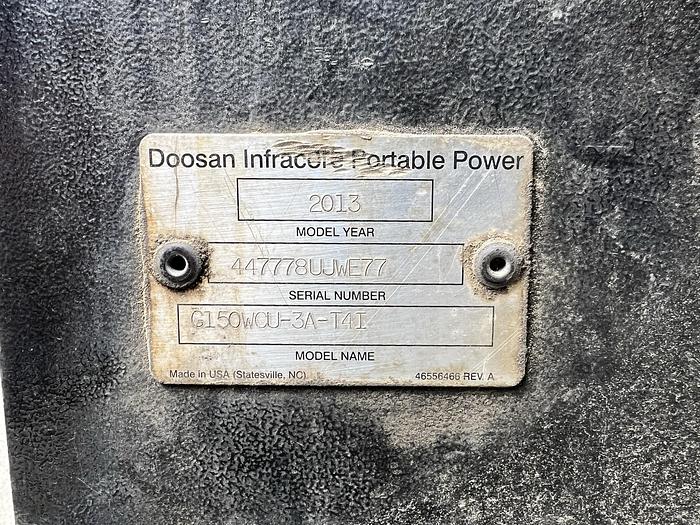 Doosan Infracore Portable Power
2013
MODEL YEAR
447778UJWE77
SERIAL NUMBER
G150WCU-3A-T4I
MODEL NAME
Made in USA (Statesville, NC) 46556466 REV. A